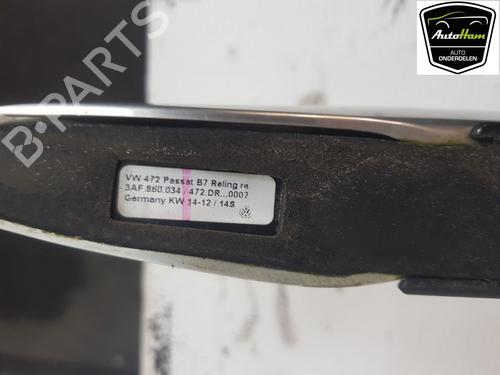 AutoHam
AUTO
ONDERDELEN
B-PARTS
VW 472 Passat B7 Reling re
3AF.860.034 / 472.DR...0002
Germany KW 14-12 / 14S